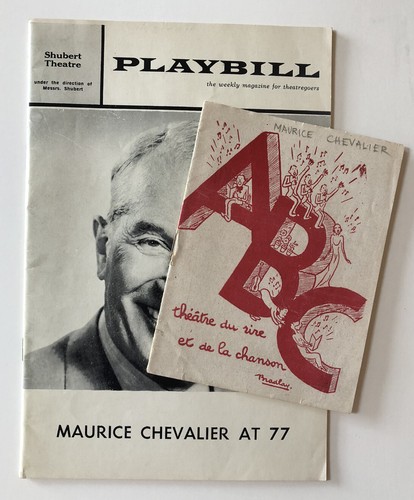 Shubert
Theatre
under the direction of
Messrs. Shubert
PLAYBILL
the weekly magazine for theatregoers
MAURICE CHEVALIER AT 77
MAURICE CHEVALIER
ABC
théâtre du rire
et de la chanson